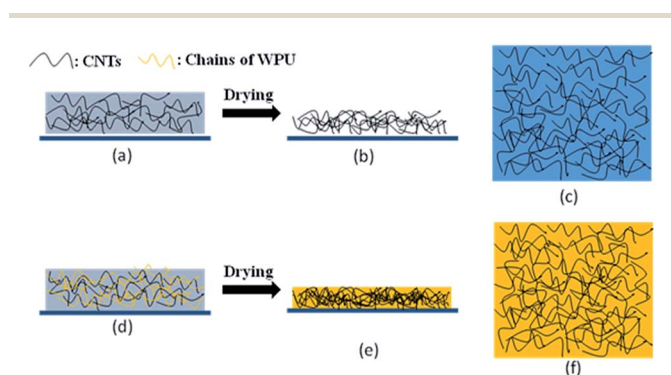 : CNTs : Chains of WPU
Drying
(a)
(b)
(c)
Drying
(d)
(e)
(f)